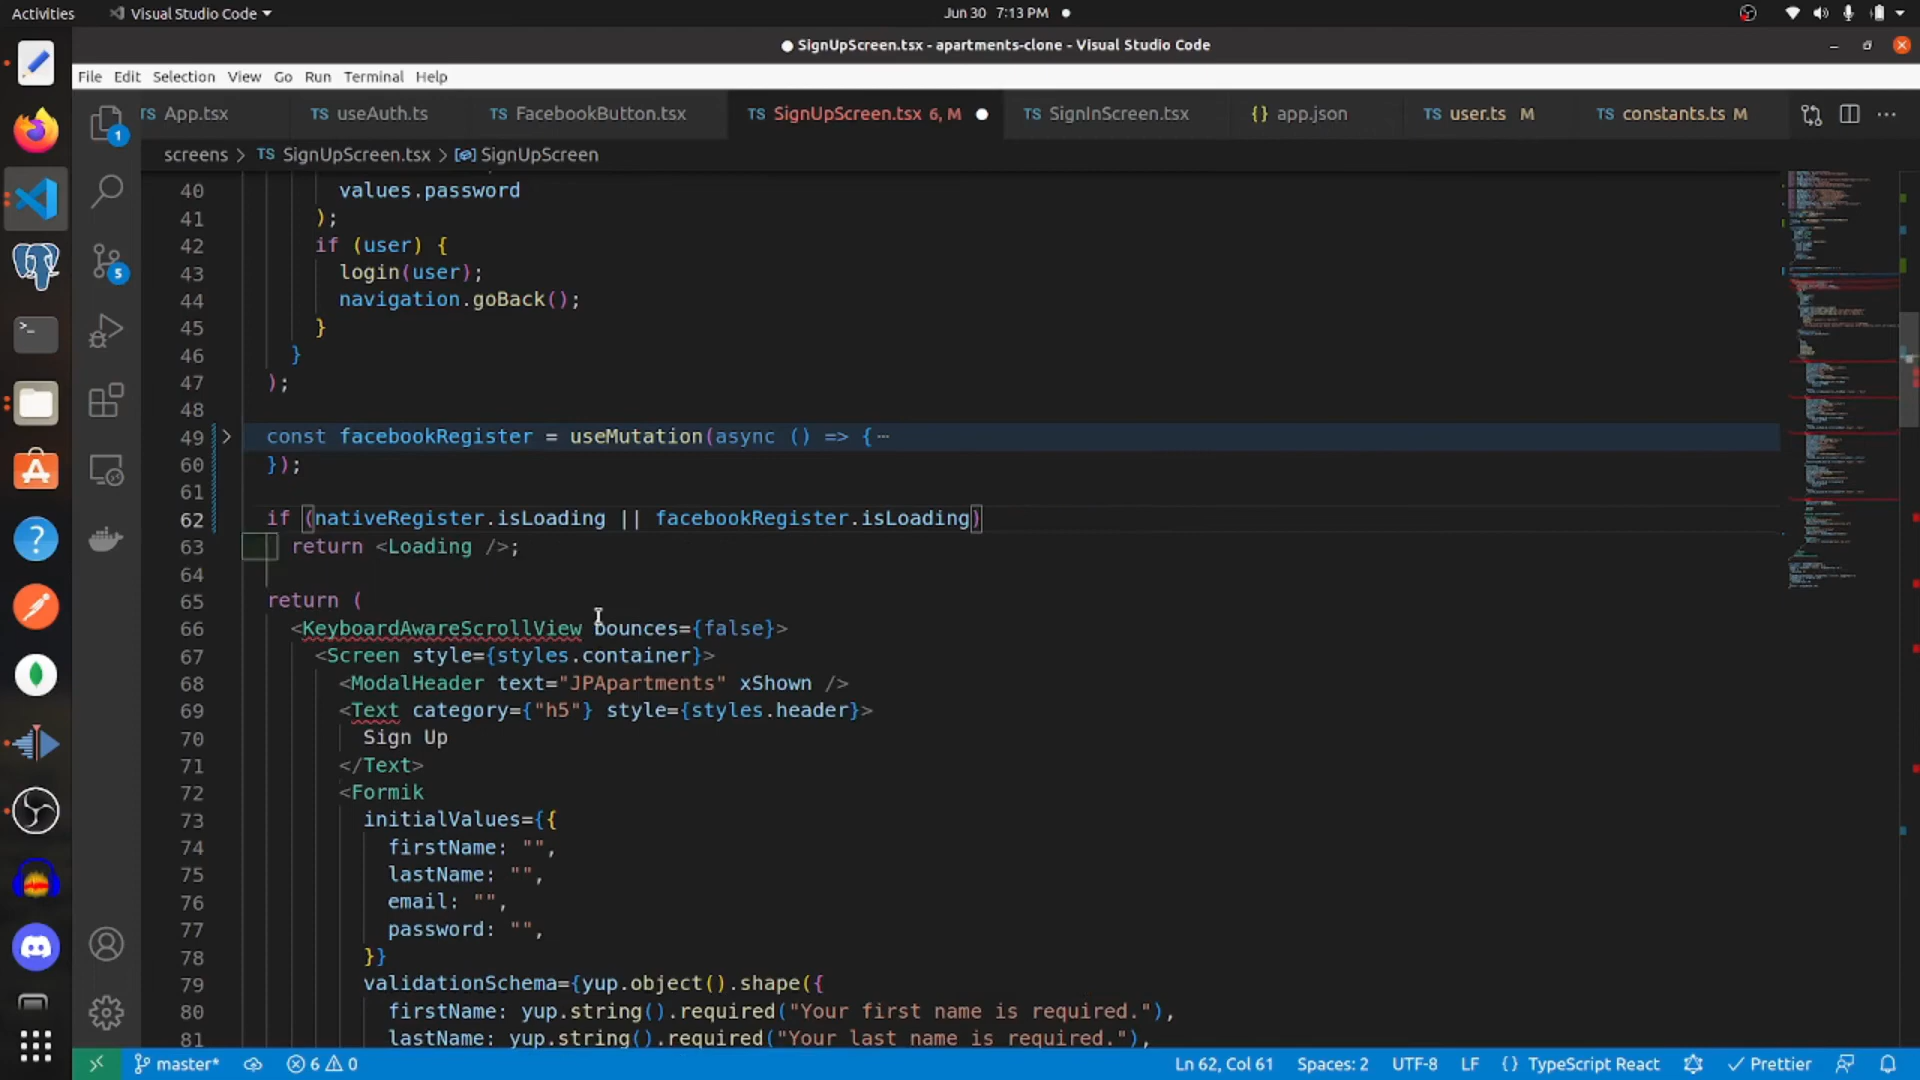 Activities
Visual Studio Code
Jun 30 7:13 PM
SignUpScreen.tsx - apartments-clone - Visual Studio Code
File Edit Selection View Go Run Terminal Help
TS App.tsx
TS useAuth.ts
TS FacebookButton.tsx
TS SignUpScreen.tsx 6, M
TS SignInScreen.tsx
{} app.json
TS user.ts M
TS constants.ts M
screens > TS SignUpScreen.tsx > SignUpScreen
40 values.password
41 );
42 if (user) {
43 login(user);
44 navigation.goBack();
45 }
46 }
47 );
48
49 const facebookRegister = useMutation(async () => {⋯
60 });
61
62 if (nativeRegister.isLoading || facebookRegister.isLoading)
63 return <Loading />;
64
65 return (
66 <KeyboardAwareScrollView bounces={false}>
67 <Screen style={styles.container}>
68 <ModalHeader text="JPApartments" xShown />
69 <Text category={"h5"} style={styles.header}>
70 Sign Up
71 </Text>
72 <Formik
73 initialValues={{
74 firstName: "",
75 lastName: "",
76 email: "",
77 password: "",
78 }}
79 validationSchema={yup.object().shape({
80 firstName: yup.string().required("Your first name is required."),
81 lastName: yup.string().required("Your last name is required."),
1
5
master*
6
0
Ln 62, Col 61
Spaces: 2
UTF-8
LF
{} TypeScript React
Prettier